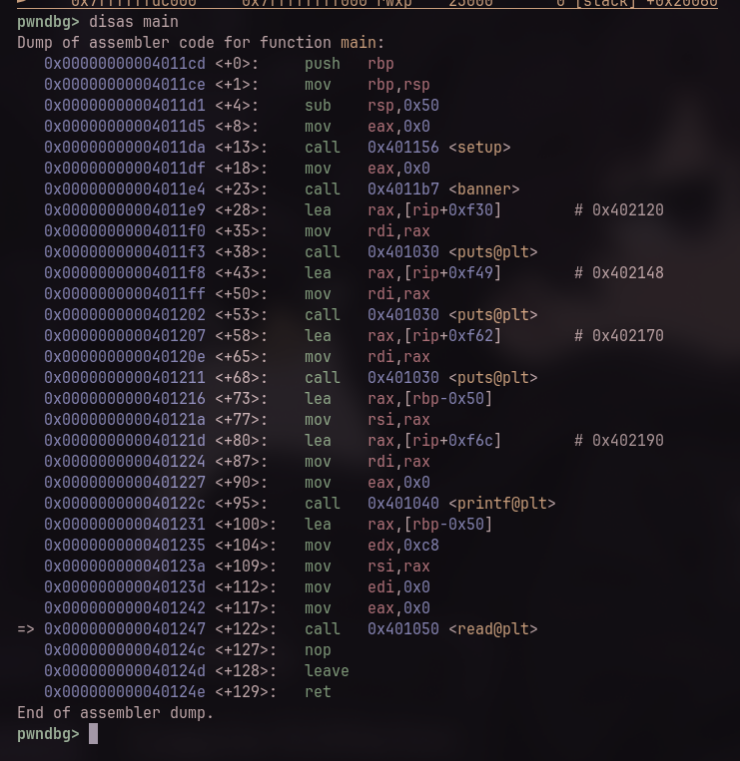 0x7ffffffdc000 0x7ffffffff000 rwxp 23000 0 [stack] +0x20060
pwndbg> disas main
Dump of assembler code for function main:
0x00000000004011cd <+0>: push rbp
0x00000000004011ce <+1>: mov rbp,rsp
0x00000000004011d1 <+4>: sub rsp,0x50
0x00000000004011d5 <+8>: mov eax,0x0
0x00000000004011da <+13>: call 0x401156 <setup>
0x00000000004011df <+18>: mov eax,0x0
0x00000000004011e4 <+23>: call 0x4011b7 <banner>
0x00000000004011e9 <+28>: lea rax,[rip+0xf30] # 0x402120
0x00000000004011f0 <+35>: mov rdi,rax
0x00000000004011f3 <+38>: call 0x401030 <puts@plt>
0x00000000004011f8 <+43>: lea rax,[rip+0xf49] # 0x402148
0x00000000004011ff <+50>: mov rdi,rax
0x0000000000401202 <+53>: call 0x401030 <puts@plt>
0x0000000000401207 <+58>: lea rax,[rip+0xf62] # 0x402170
0x000000000040120e <+65>: mov rdi,rax
0x0000000000401211 <+68>: call 0x401030 <puts@plt>
0x0000000000401216 <+73>: lea rax,[rbp-0x50]
0x000000000040121a <+77>: mov rsi,rax
0x000000000040121d <+80>: lea rax,[rip+0xf6c] # 0x402190
0x0000000000401224 <+87>: mov rdi,rax
0x0000000000401227 <+90>: mov eax,0x0
0x000000000040122c <+95>: call 0x401040 <printf@plt>
0x0000000000401231 <+100>: lea rax,[rbp-0x50]
0x0000000000401235 <+104>: mov edx,0xc8
0x000000000040123a <+109>: mov rsi,rax
0x000000000040123d <+112>: mov edi,0x0
0x0000000000401242 <+117>: mov eax,0x0
=> 0x0000000000401247 <+122>: call 0x401050 <read@plt>
0x000000000040124c <+127>: nop
0x000000000040124d <+128>: leave
0x000000000040124e <+129>: ret
End of assembler dump.
pwndbg>